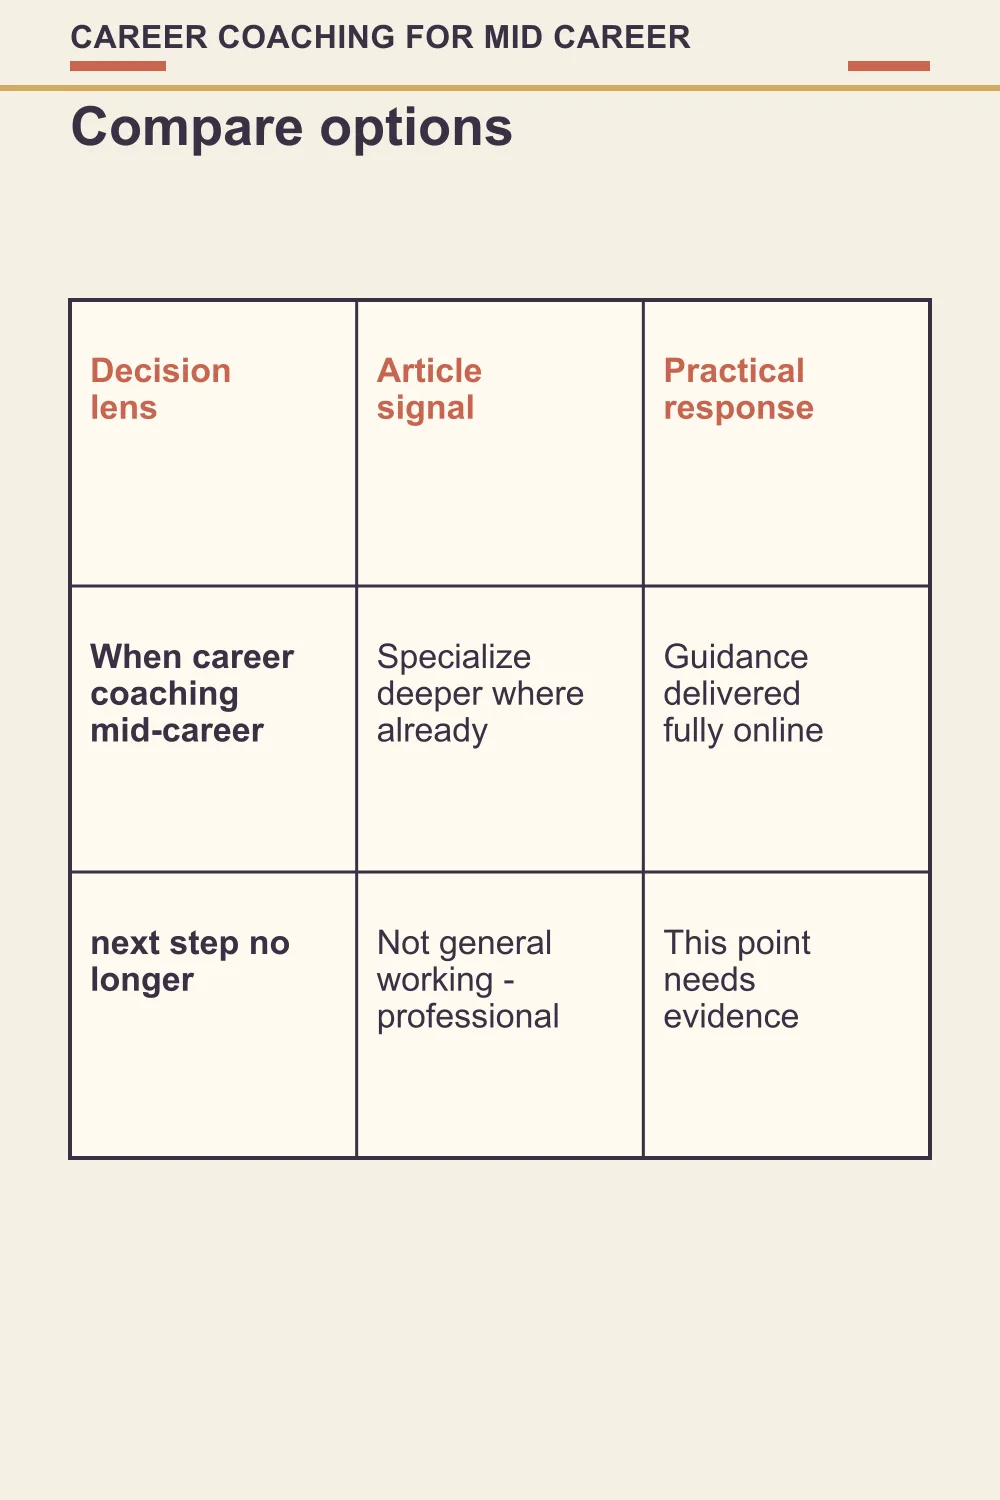 CAREER COACHING FOR MID CAREER
Compare options
Decision
lens
Article
signal
Practical
response
When career
coaching
mid-career
Specialize
deeper where
already
Guidance
delivered
fully online
next step no
longer
Not general
working -
professional
This point
needs
evidence